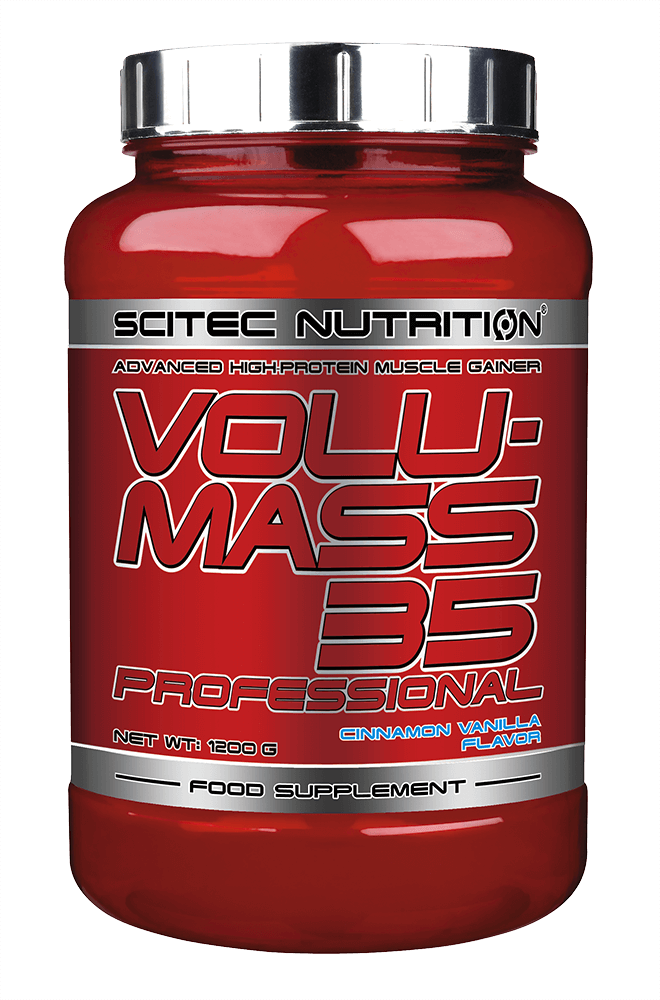 SCITEC NUTRITION®
ADVANCED HIGH-PROTEIN MUSCLE GAINER
VOLU-
MASS
35
PROFESSIONAL
CINNAMON VANILLA
FLAVOR
NET WT: 1200 G
FOOD SUPPLEMENT